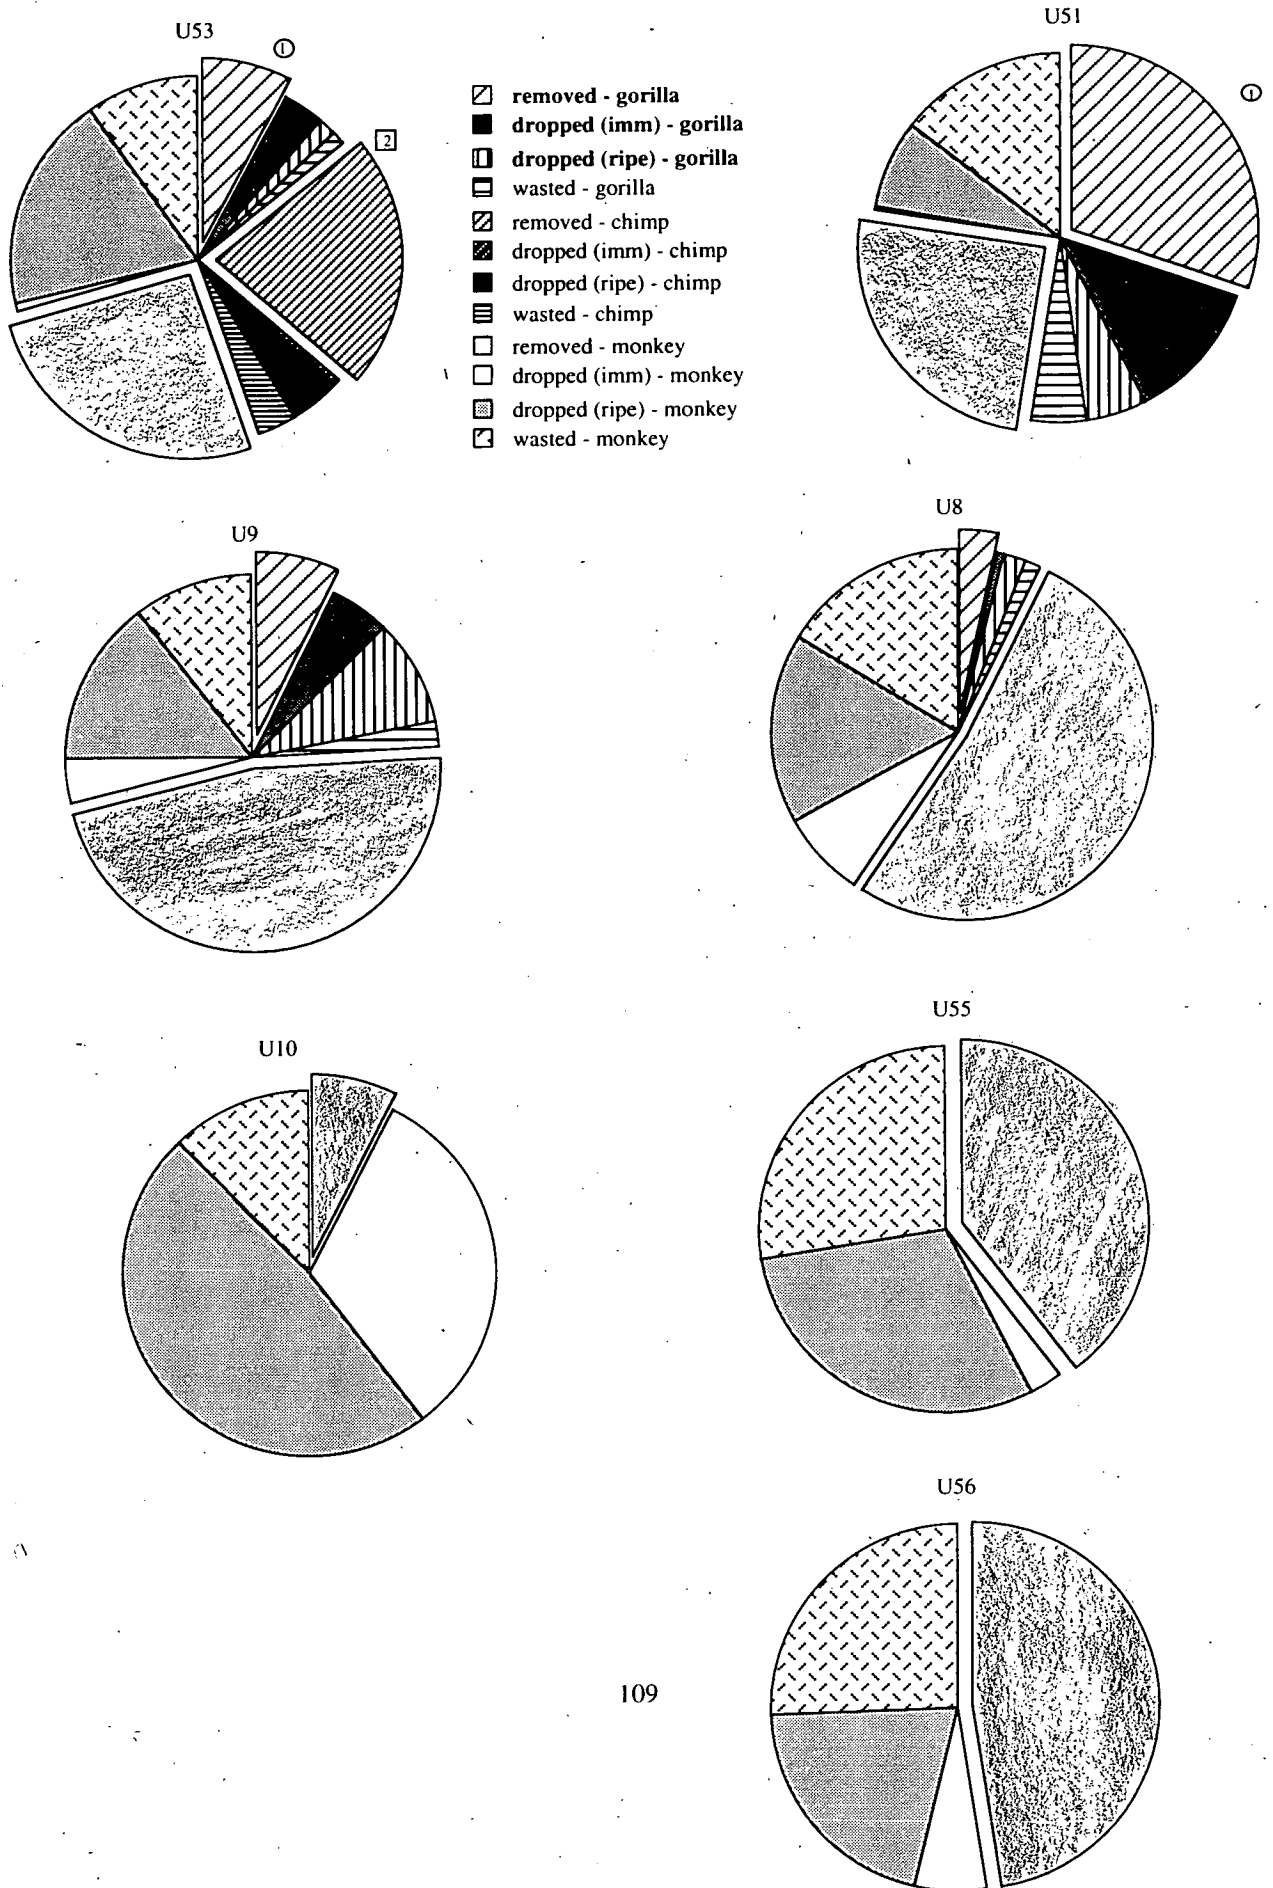 U53
①
2
U51
①
removed - gorilla
dropped (imm) - gorilla
dropped (ripe) - gorilla
wasted - gorilla
removed - chimp
dropped (imm) - chimp
dropped (ripe) - chimp
wasted - chimp
removed - monkey
dropped (imm) - monkey
dropped (ripe) - monkey
wasted - monkey
U9
U8
U10
U55
U56
109